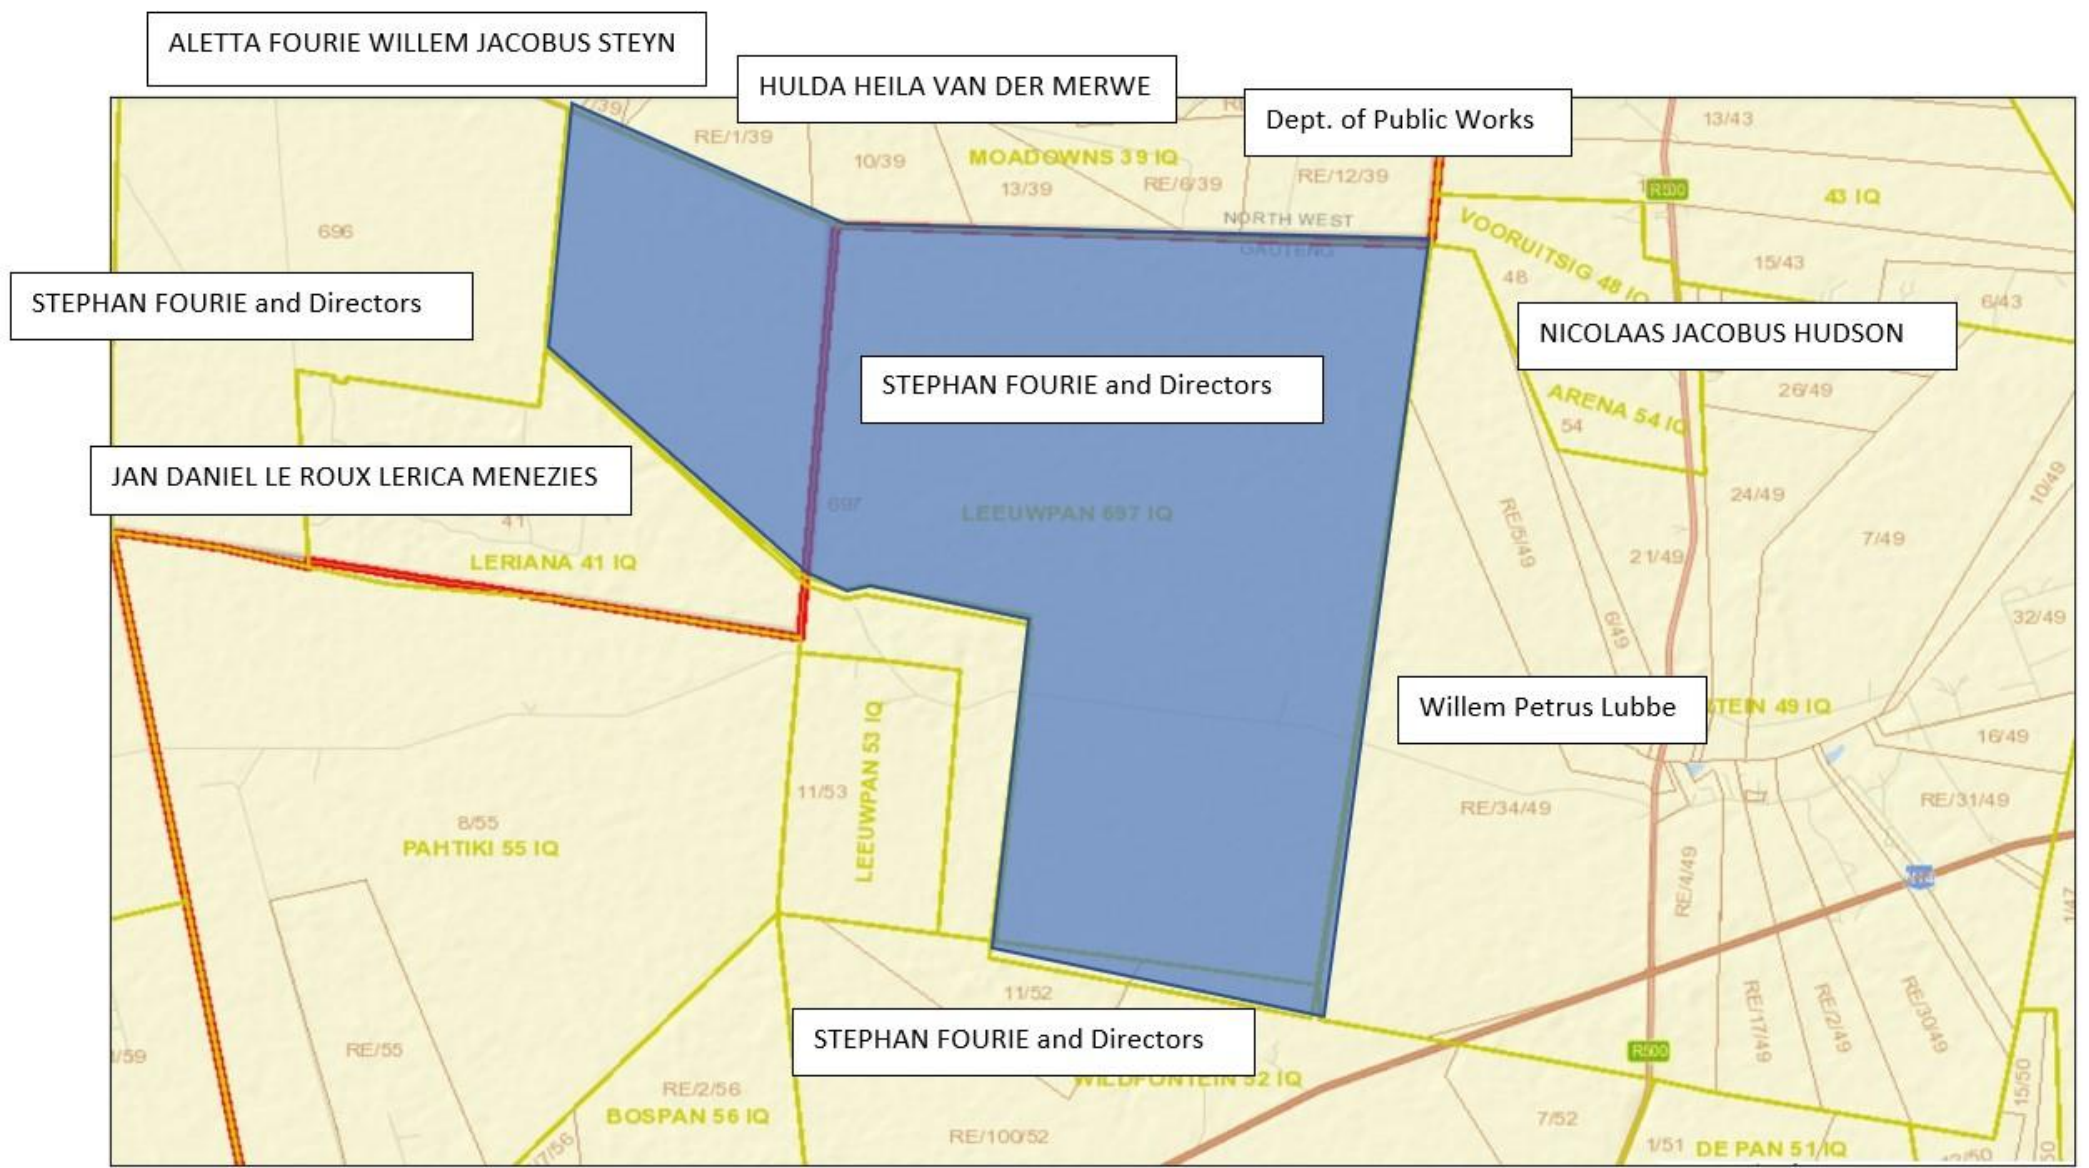 ALETTA FOURIE WILLEM JACOBUS STEYN
HULDA HEILA VAN DER MERWE
Dept. of Public Works
RE/1/39
10/39
MOADOWNS 39 IQ
13/39
RE/6/39
RE/12/39
13/43
R500
43 IQ
696
NORTH WEST
GAUTENG
VOORUITSIG 48 IQ
48
15/43
6/43
STEPHAN FOURIE and Directors
NICOLAAS JACOBUS HUDSON
STEPHAN FOURIE and Directors
26/49
ARENA 54 IQ
54
JAN DANIEL LE ROUX LERICA MENEZIES
41
LERIANA 41 IQ
697
LEEUWPAN 697 IQ
24/49
10/49
RE/5/49
21/49
7/49
6/49
32/49
Willem Petrus Lubbe
STEIN 49 IQ
16/49
11/53
LEEUWPAN 53 IQ
RE/34/49
RE/31/49
8/55
PAHTIKI 55 IQ
RE/4/49
1/47
11/52
RE/17/49
RE/2/49
RE/30/49
STEPHAN FOURIE and Directors
R500
/59
RE/55
WILDFONTEIN 52 IQ
RE/2/56
BOSPAN 56 IQ
15/50
7/56
RE/100/52
7/52
1/51
DE PAN 51 IQ